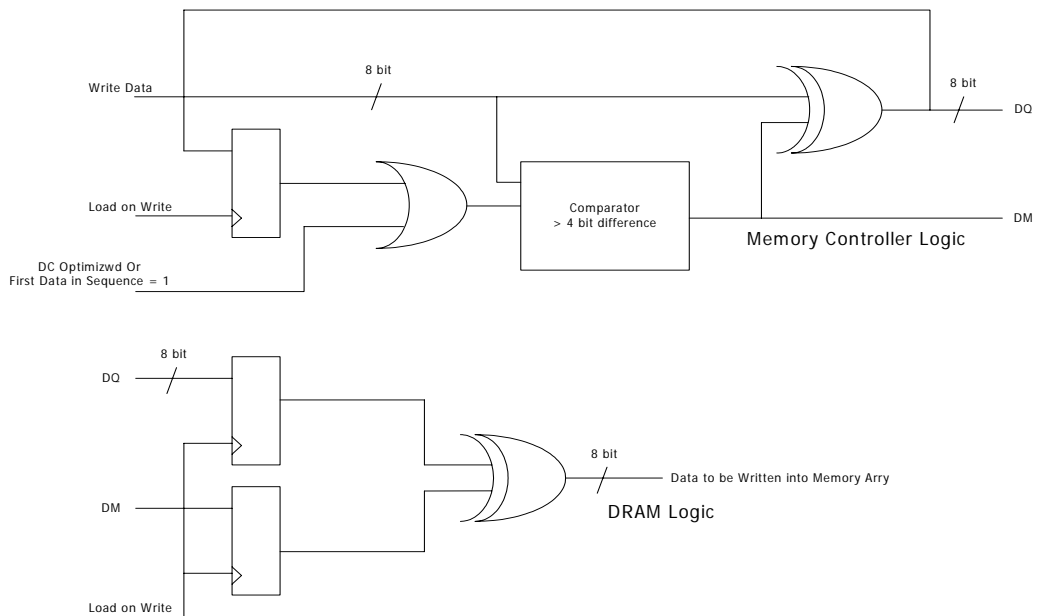 8 bit
Write Data
8 bit
DQ
Load on Write
Comparator
> 4 bit difference
DM
Memory Controller Logic
DC Optimizwd Or
First Data in Sequence = 1
8 bit
DQ
8 bit
Data to be Written into Memory Arry
DM
DRAM Logic
Load on Write